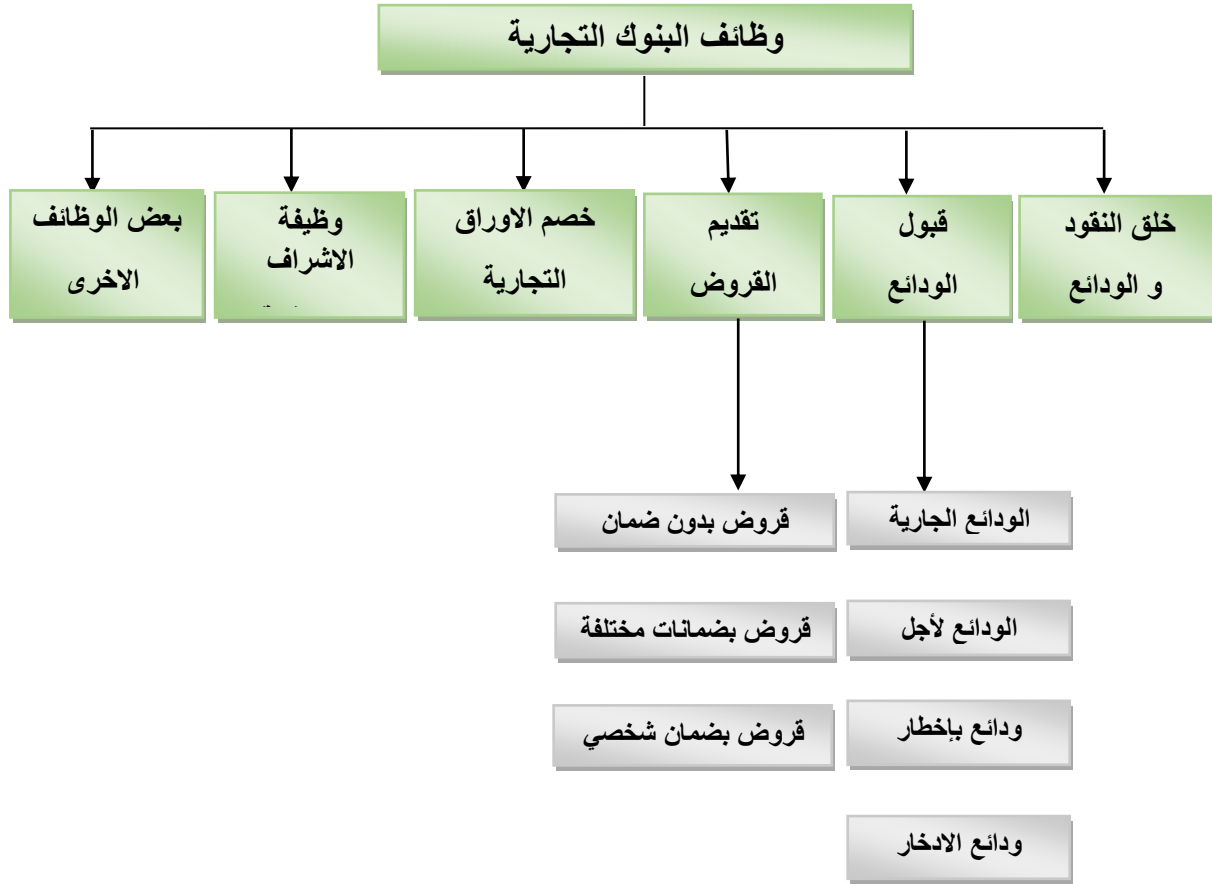 وظائف البنوك التجارية
خلق النقود
و الودائع
قبول
الودائع
تقديم
القروض
خصم الاوراق
التجارية
وظيفة
الاشراف
بعض الوظائف
الاخرى
الودائع الجارية
الودائع لأجل
ودائع بإخطار
ودائع الادخار
قروض بدون ضمان
قروض بضمانات مختلفة
قروض بضمان شخصي